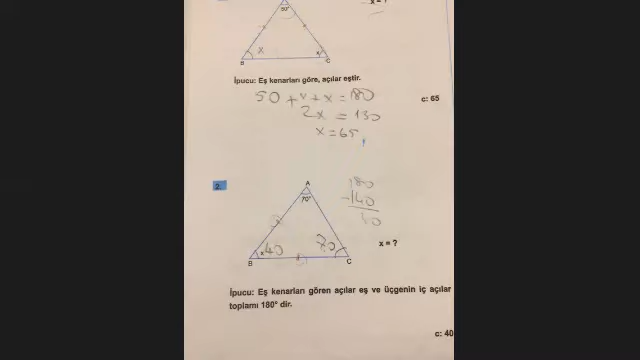 x = ?
50°
x
x
B
C
İpucu: Eş kenarları göre, açılar eştir.
50 + x + x = 180
c: 65
2x = 130
x = 65
2.
A
70°
180
-140
40
x = ?
x 40
70
B
C
İpucu: Eş kenarları gören açılar eş ve üçgenin iç açılar
toplamı 180° dir.
c: 40